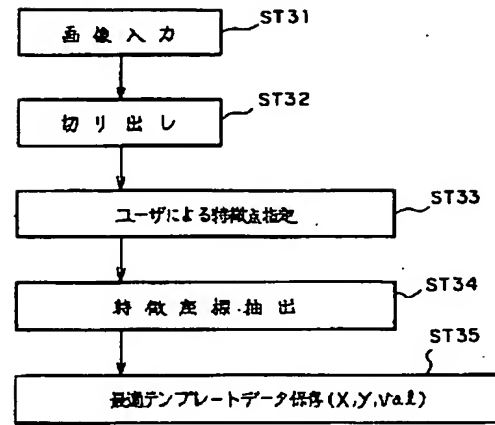 画像入力
ST31
切り出し
ST32
ユーザによる特徴点指定
ST33
特徴座標抽出
ST34
最適テンプレートデータ保存(X,Y,Val)
ST35